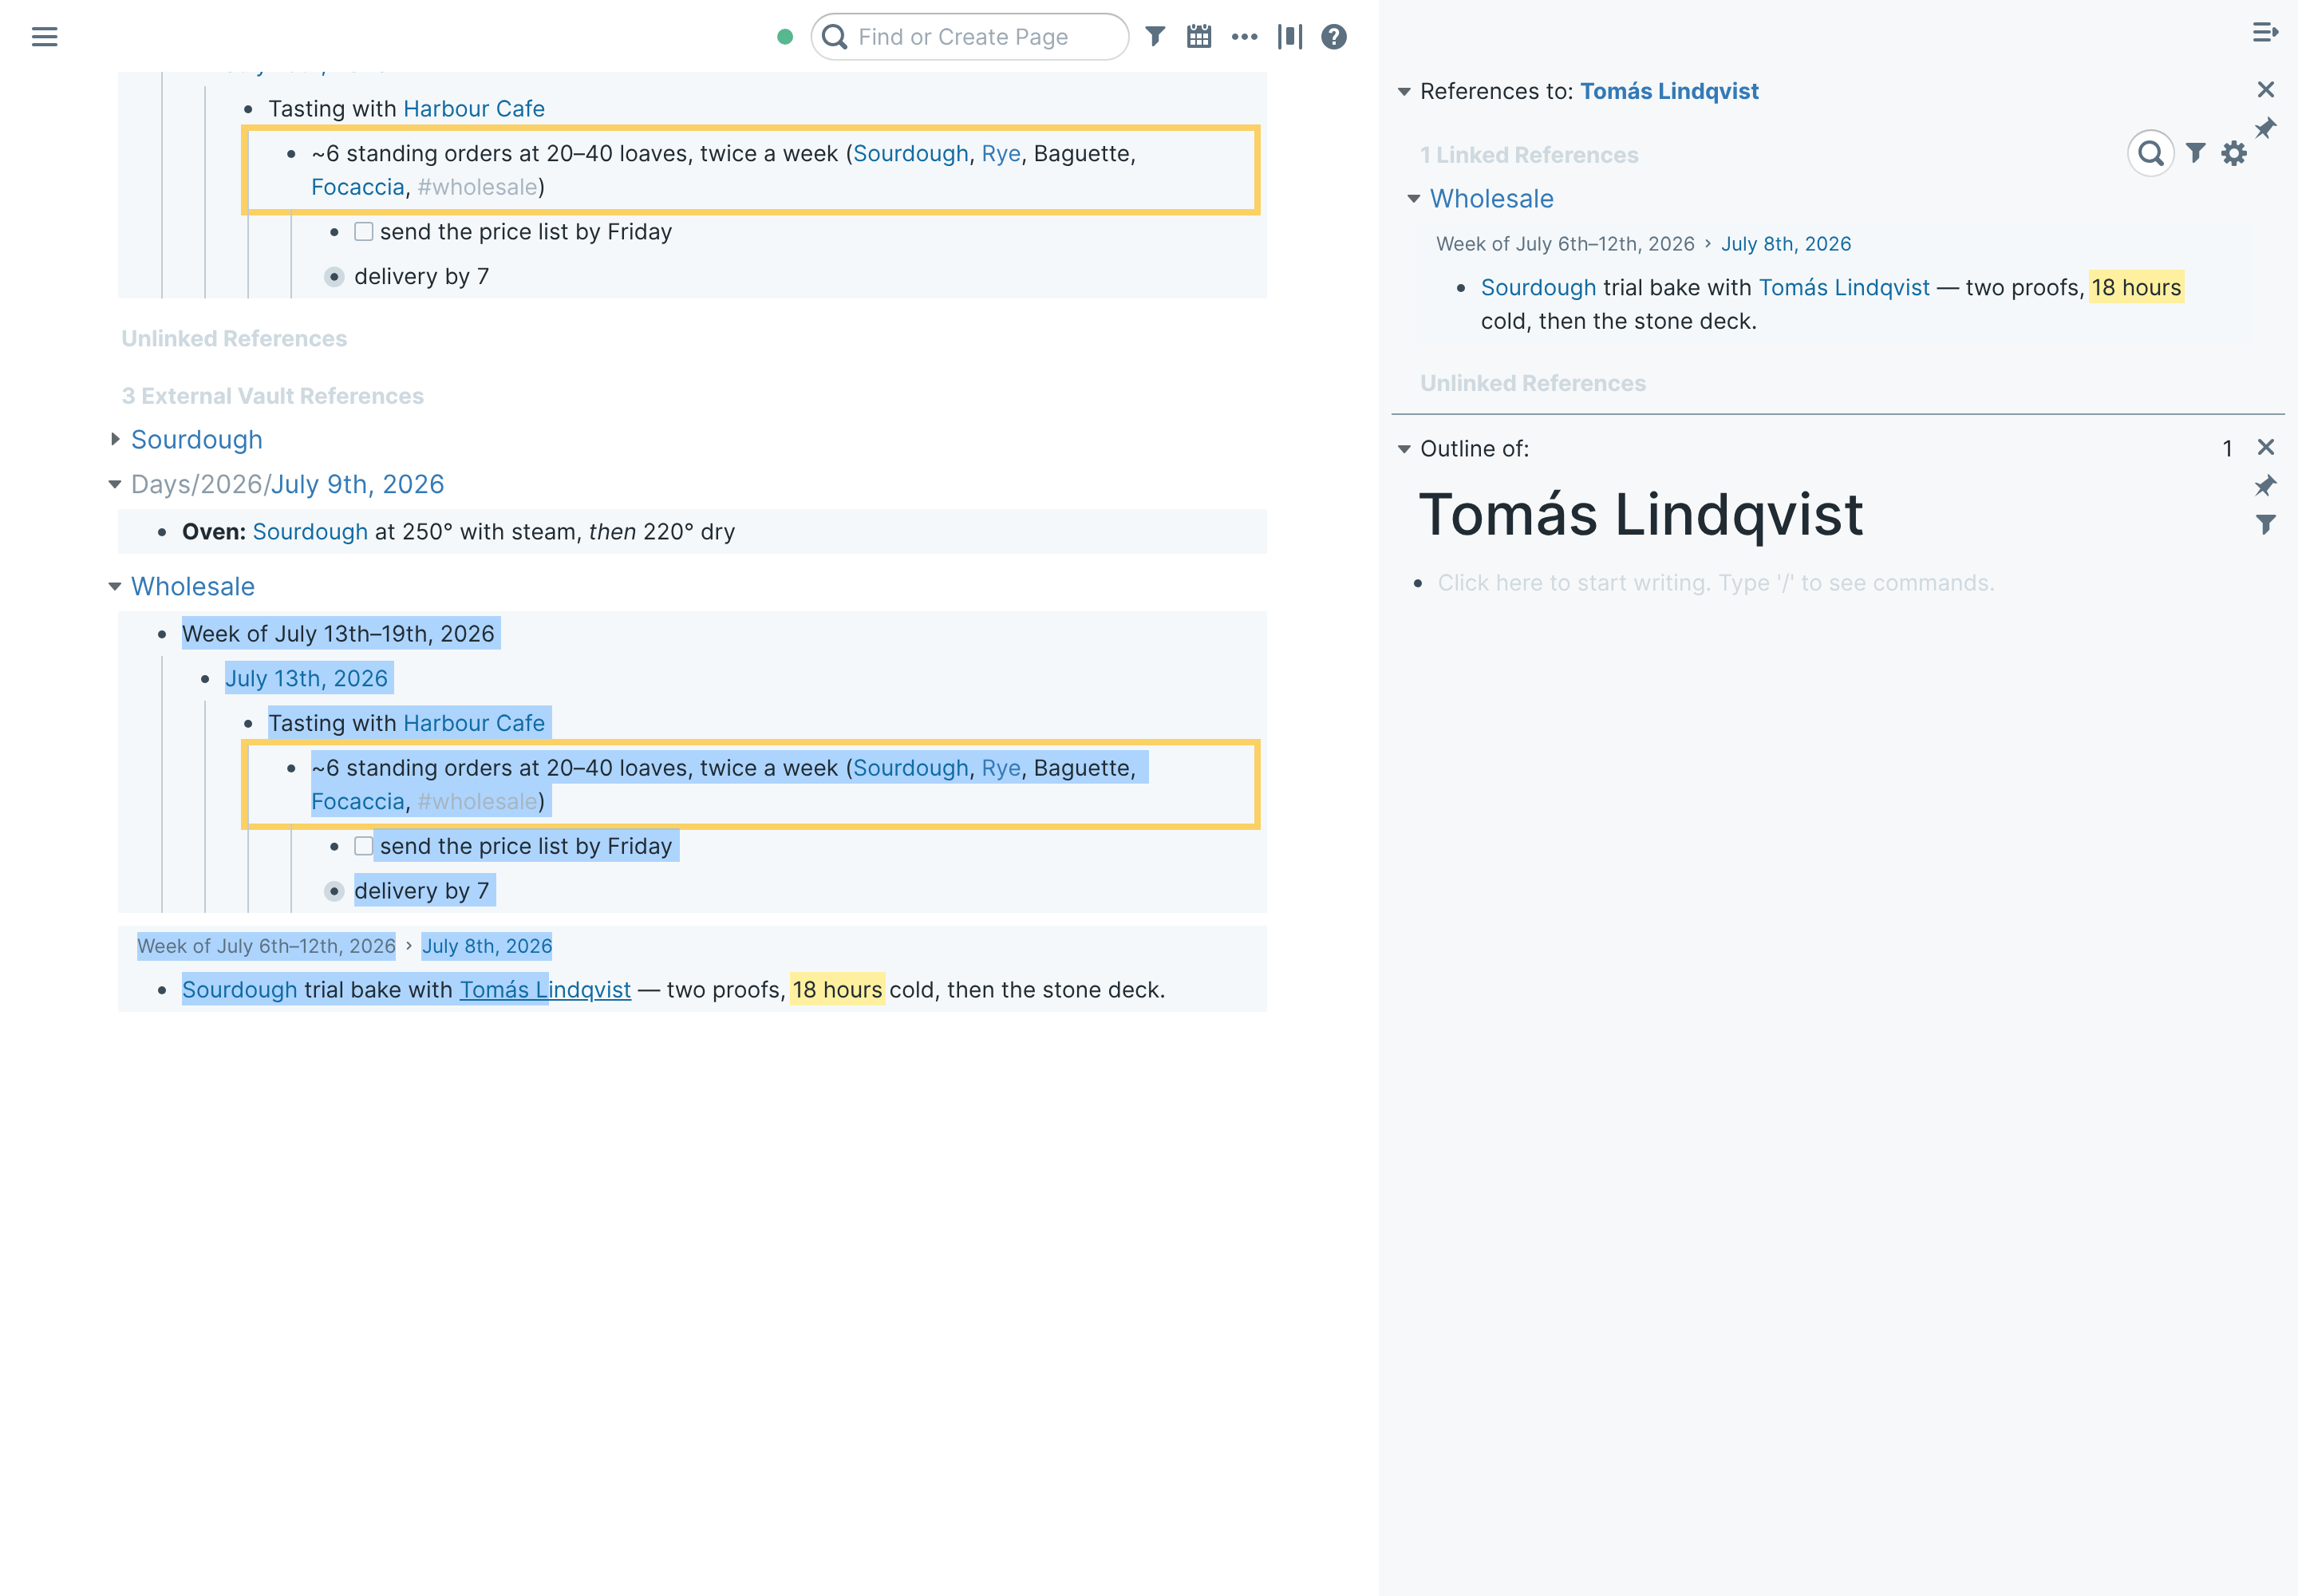 Find or Create Page
Tasting with Harbour Cafe
~6 standing orders at 20–40 loaves, twice a week (Sourdough, Rye, Baguette,
Focaccia, #wholesale)
send the price list by Friday
delivery by 7
Unlinked References
3 External Vault References
Sourdough
Days/2026/July 9th, 2026
Oven: Sourdough at 250° with steam, then 220° dry
Wholesale
Week of July 13th–19th, 2026
July 13th, 2026
Tasting with Harbour Cafe
~6 standing orders at 20–40 loaves, twice a week (Sourdough, Rye, Baguette,
Focaccia, #wholesale)
send the price list by Friday
delivery by 7
Week of July 6th–12th, 2026 › July 8th, 2026
Sourdough trial bake with Tomás Lindqvist — two proofs, 18 hours cold, then the stone deck.
References to: Tomás Lindqvist
1 Linked References
Wholesale
Week of July 6th–12th, 2026 › July 8th, 2026
Sourdough trial bake with Tomás Lindqvist — two proofs, 18 hours
cold, then the stone deck.
Unlinked References
Outline of: 1
Tomás Lindqvist
Click here to start writing. Type '/' to see commands.